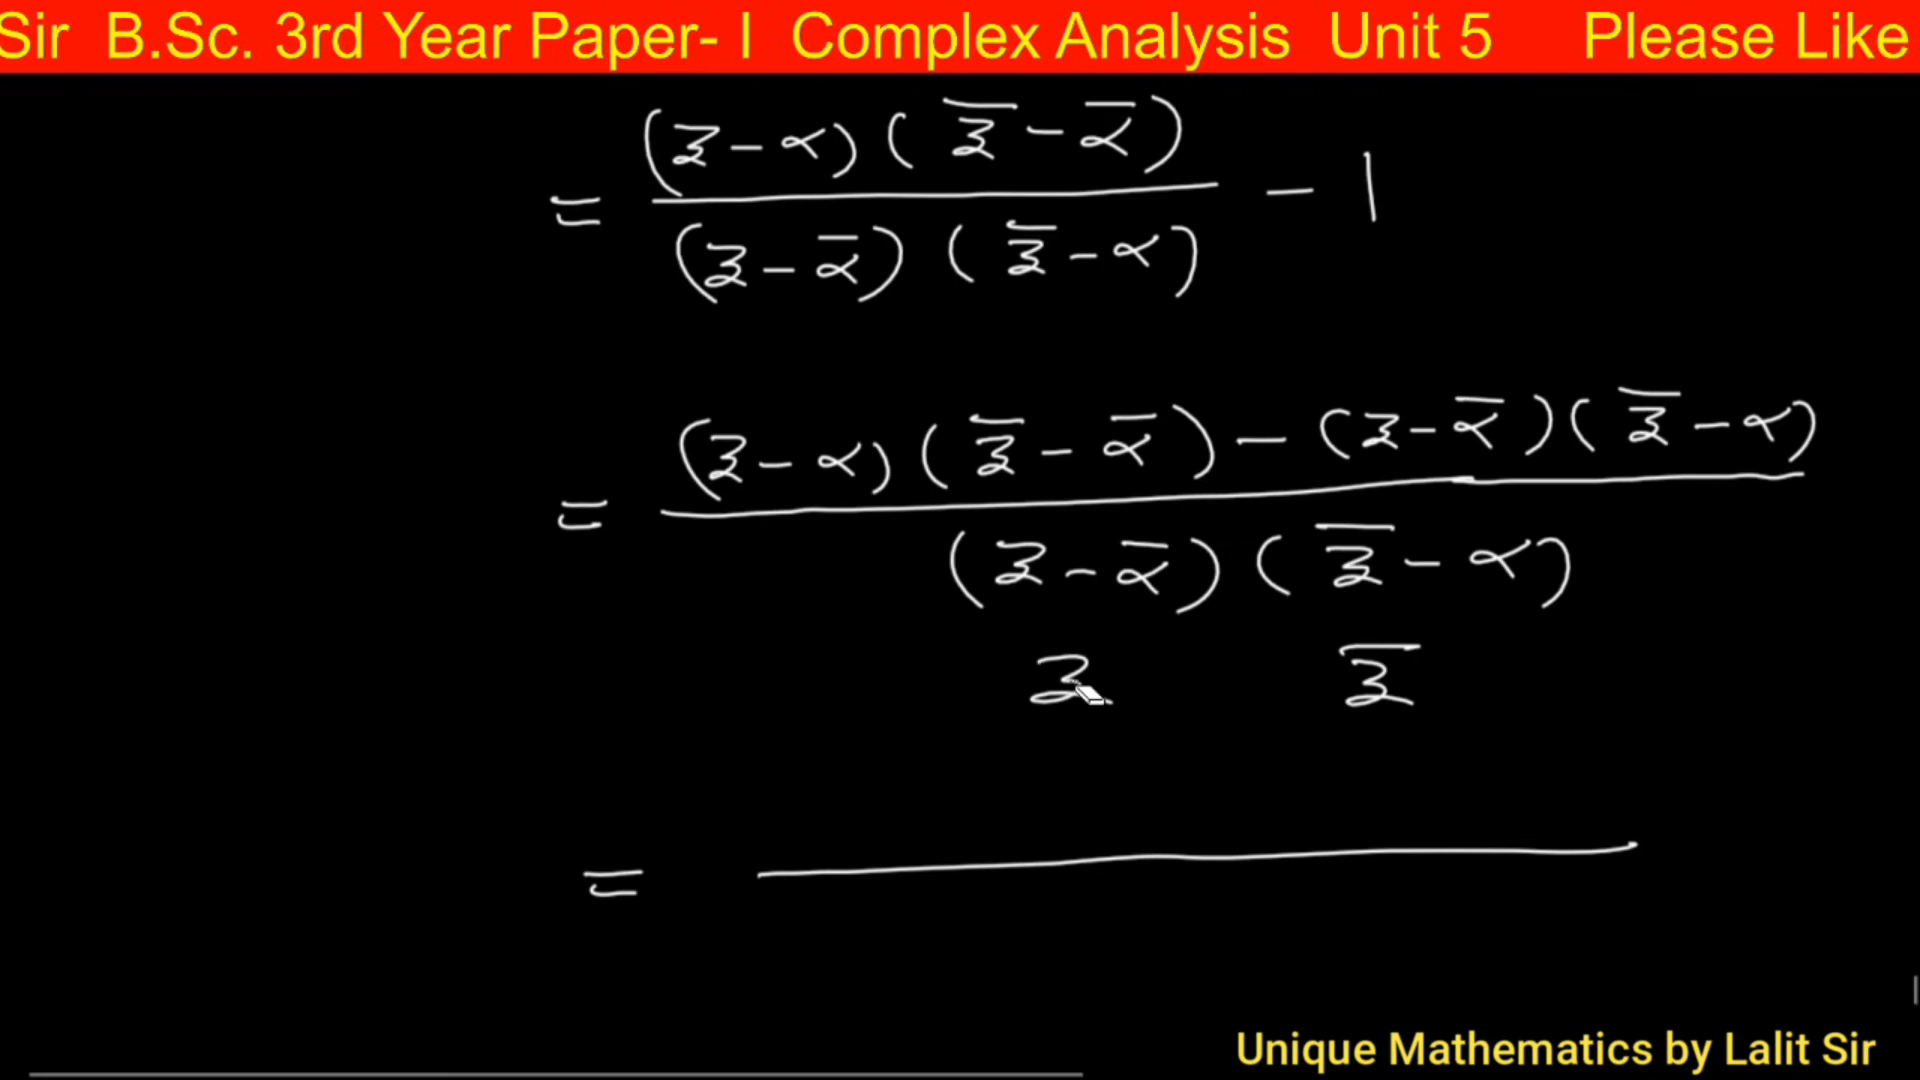 Sir B.Sc. 3rd Year Paper- I Complex Analysis Unit 5 Please Like
= (z - α)(z̅ - α̅) / (z - α̅)(z̅ - α) - 1
= (z - α)(z̅ - α̅) - (z - α̅)(z̅ - α) / (z - α̅)(z̅ - α)
z z̅
=
Unique Mathematics by Lalit Sir